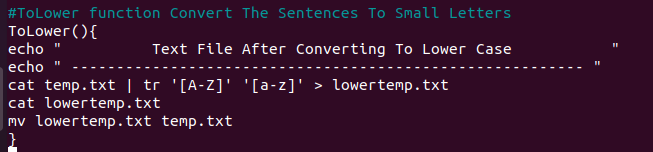 #ToLower function Convert The Sentences To Small Letters
ToLower(){
echo "          Text File After Converting To Lower Case           "
echo " ------------------------------------------------------------ "
cat temp.txt | tr '[A-Z]' '[a-z]' > lowertemp.txt
cat lowertemp.txt
mv lowertemp.txt temp.txt
}